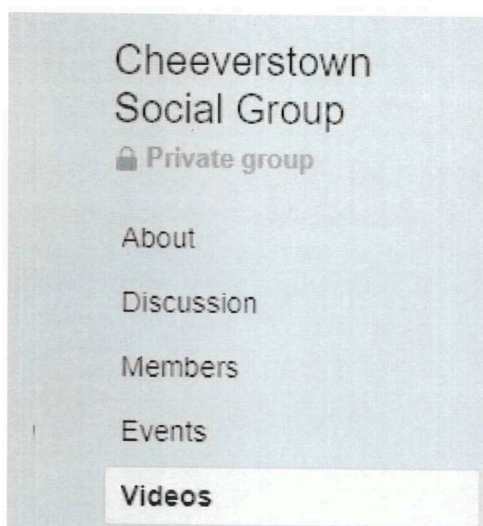 Cheeverstown
Social Group
Private group
About
Discussion
Members
Events
Videos